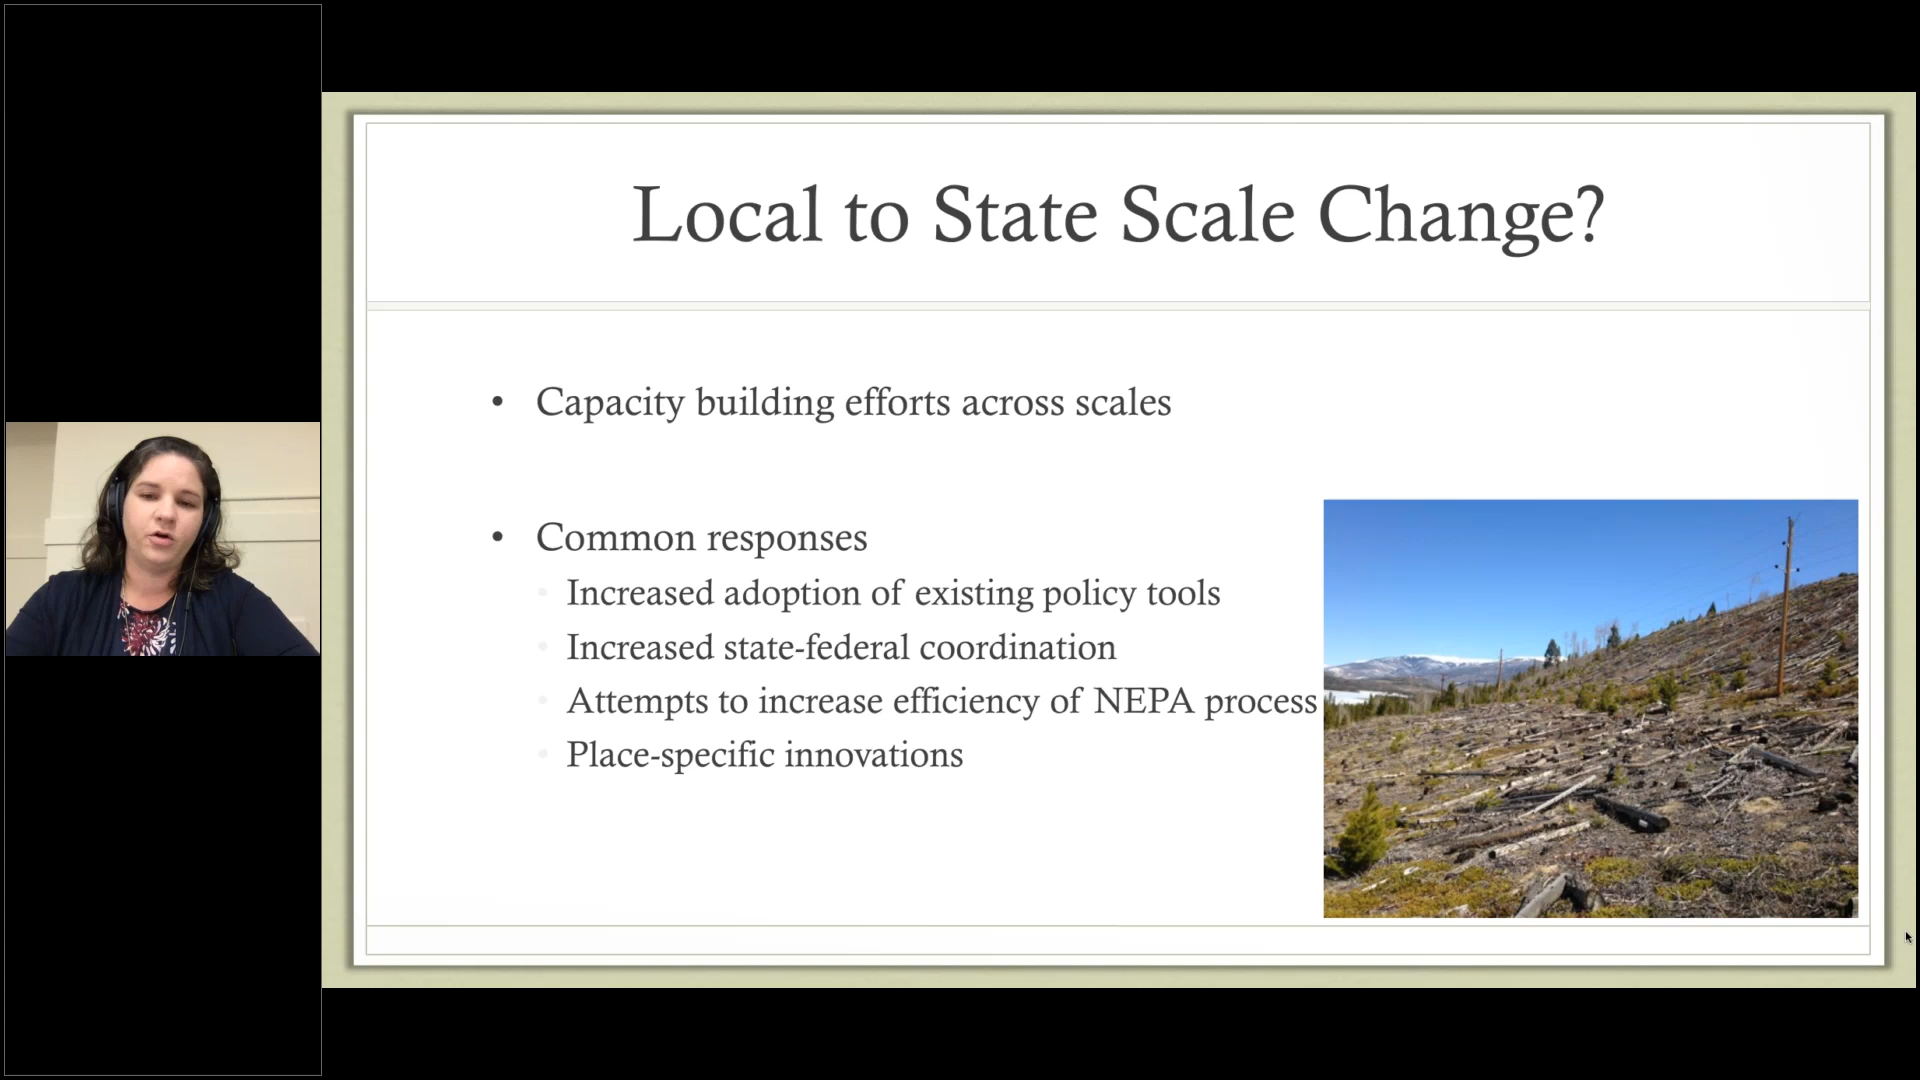 Local to State Scale Change?
• Capacity building efforts across scales
• Common responses
Increased adoption of existing policy tools
Increased state-federal coordination
Attempts to increase efficiency of NEPA process
Place-specific innovations